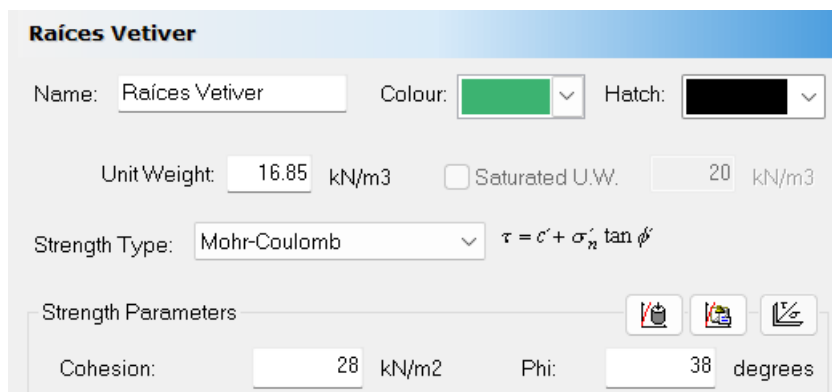 Raíces Vetiver
Name: Raíces Vetiver Colour: Hatch:
Unit Weight: 16.85 kN/m3 Saturated U.W. 20 kN/m3
Strength Type: Mohr-Coulomb τ = c´ + σ´n tan ϕ´
Strength Parameters
Cohesion: 28 kN/m2 Phi: 38 degrees